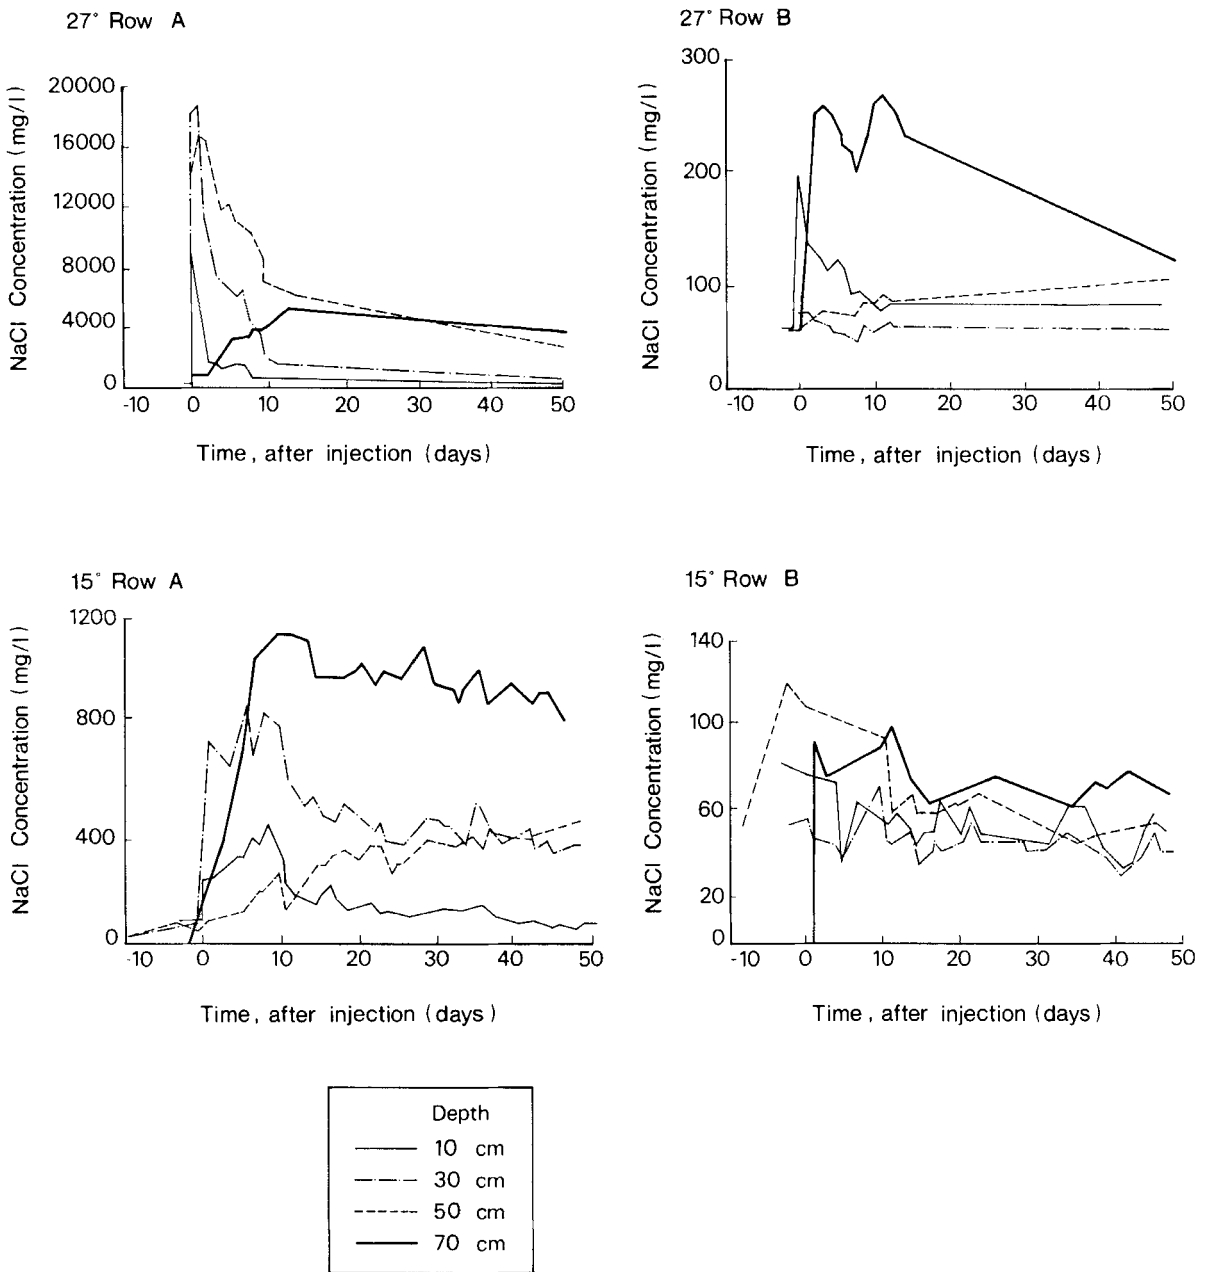 27° Row A
20000
16000
12000
8000
4000
0
-10 0 10 20 30 40 50
NaCl Concentration (mg/l)
Time, after injection (days)
27° Row B
300
200
100
0
-10 0 10 20 30 40 50
NaCl Concentration (mg/l)
Time, after injection (days)
15° Row A
1200
800
400
0
-10 0 10 20 30 40 50
NaCl Concentration (mg/l)
Time, after injection (days)
15° Row B
140
100
60
20
0
-10 0 10 20 30 40 50
NaCl Concentration (mg/l)
Time, after injection (days)
Depth
10 cm
30 cm
50 cm
70 cm